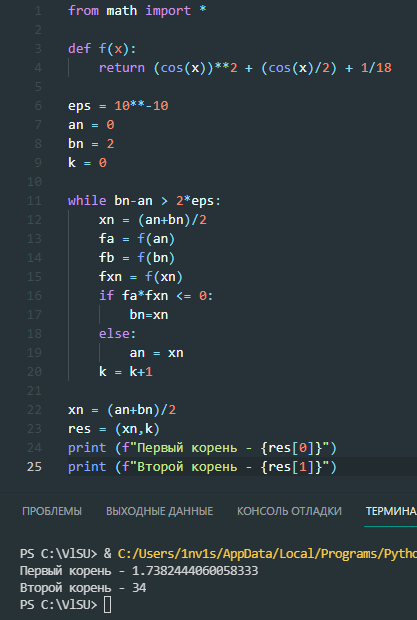 1 from math import *
2
3 def f(x):
4 return (cos(x))**2 + (cos(x)/2) + 1/18
5
6 eps = 10**-10
7 an = 0
8 bn = 2
9 k = 0
10
11 while bn-an > 2*eps:
12 xn = (an+bn)/2
13 fa = f(an)
14 fb = f(bn)
15 fxn = f(xn)
16 if fa*fxn <= 0:
17 bn=xn
18 else:
19 an = xn
20 k = k+1
21
22 xn = (an+bn)/2
23 res = (xn,k)
24 print (f"Первый корень - {res[0]}")
25 print (f"Второй корень - {res[1]}")
ПРОБЛЕМЫ ВЫХОДНЫЕ ДАННЫЕ КОНСОЛЬ ОТЛАДКИ ТЕРМИНА
PS C:\VlSU> & C:/Users/1nv1s/AppData/Local/Programs/Pytho
Первый корень - 1.7382444060058333
Второй корень - 34
PS C:\VlSU>